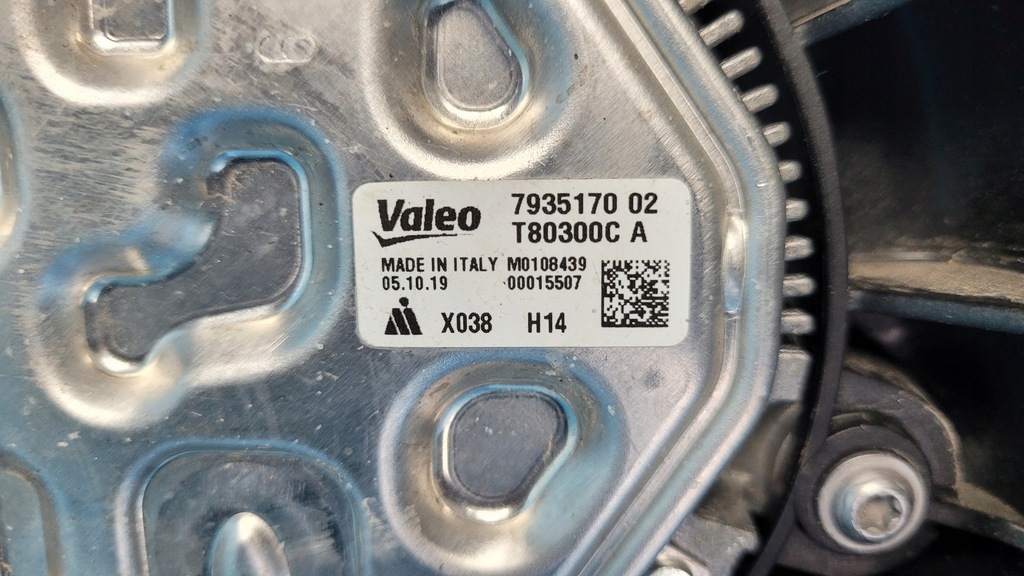 Valeo
7935170 02
T80300C A
MADE IN ITALY M0108439
05.10.19 00015507
X038 H14